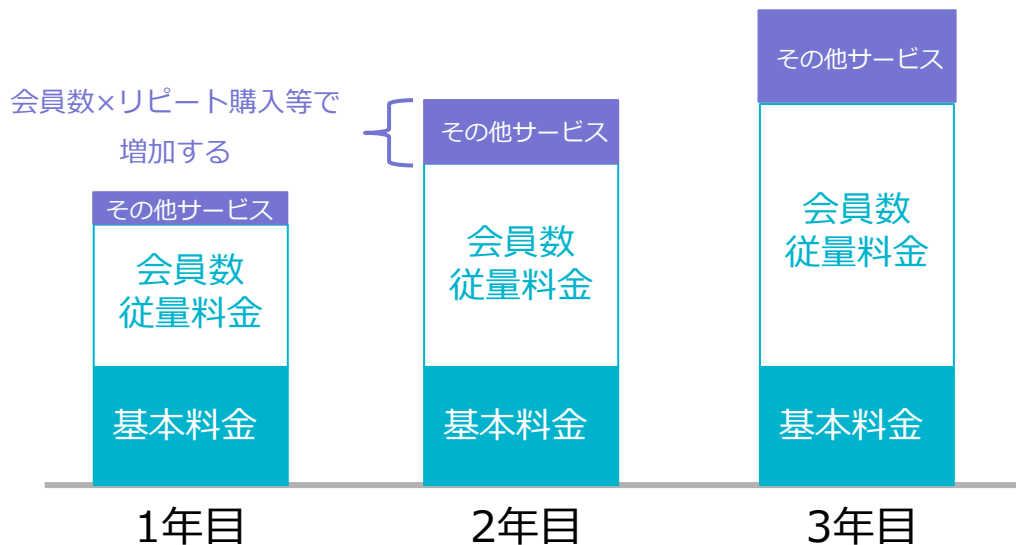 その他サービス
会員数×リピート購入等で
増加する
その他サービス
その他サービス
会員数
従量料金
会員数
従量料金
会員数
従量料金
基本料金
基本料金
基本料金
1年目
2年目
3年目